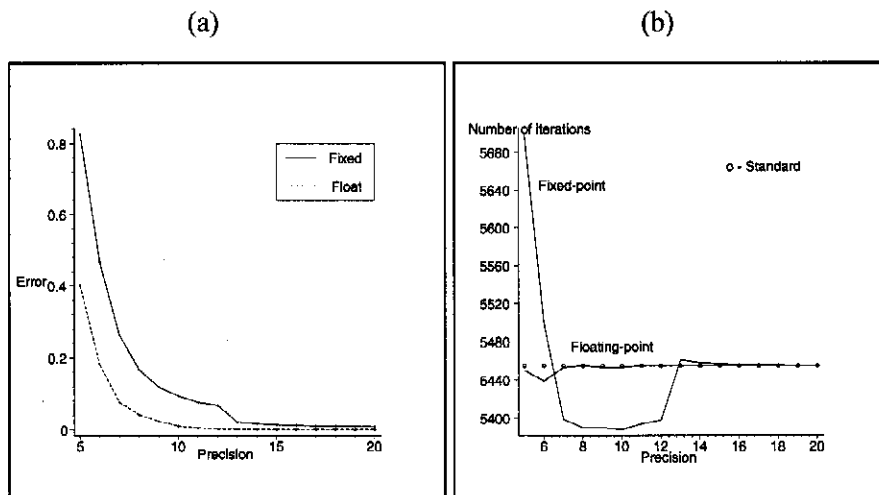 (a)
(b)
0.8
0.6
0.4
0.2
0
Error
5
10
15
20
Precision
Fixed
Float
Number of Iterations
5680
5640
5600
5560
5520
5480
5440
5400
6
8
10
12
14
16
18
20
Precision
Fixed-point
Floating-point
o - Standard